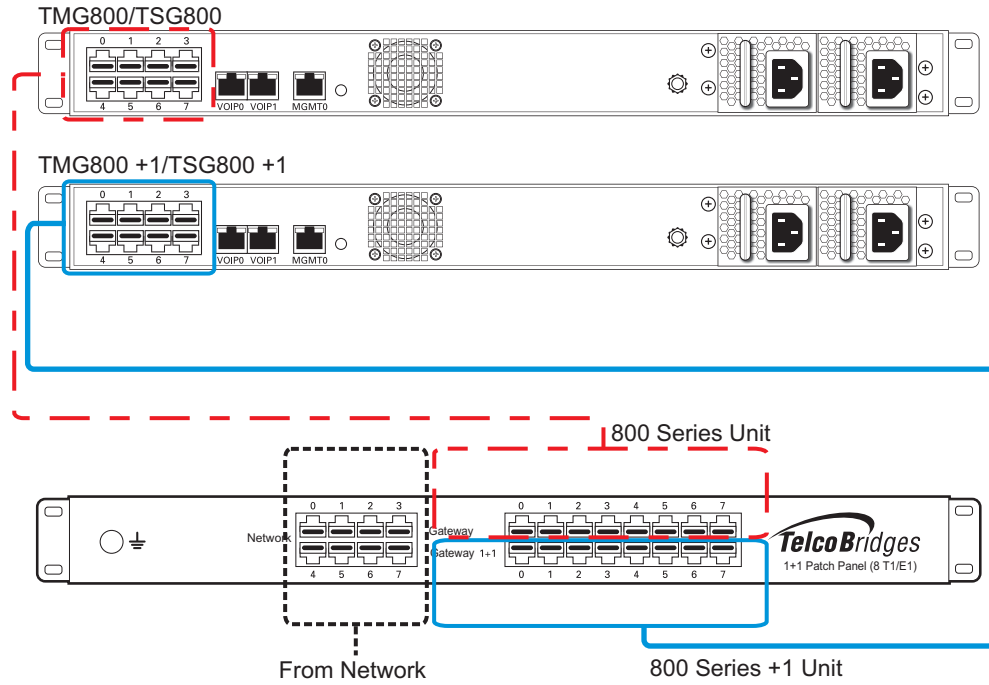 TMG800/TSG800
0 1 2 3
4 5 6 7
VOIP0 VOIP1 MGMT0
TMG800 +1/TSG800 +1
0 1 2 3
4 5 6 7
VOIP0 VOIP1 MGMT0
800 Series Unit
0 1 2 3
Network
4 5 6 7
0 1 2 3 4 5 6 7
Gateway
Gateway 1+1
0 1 2 3 4 5 6 7
TelcoBridges
1+1 Patch Panel (8 T1/E1)
From Network
800 Series +1 Unit